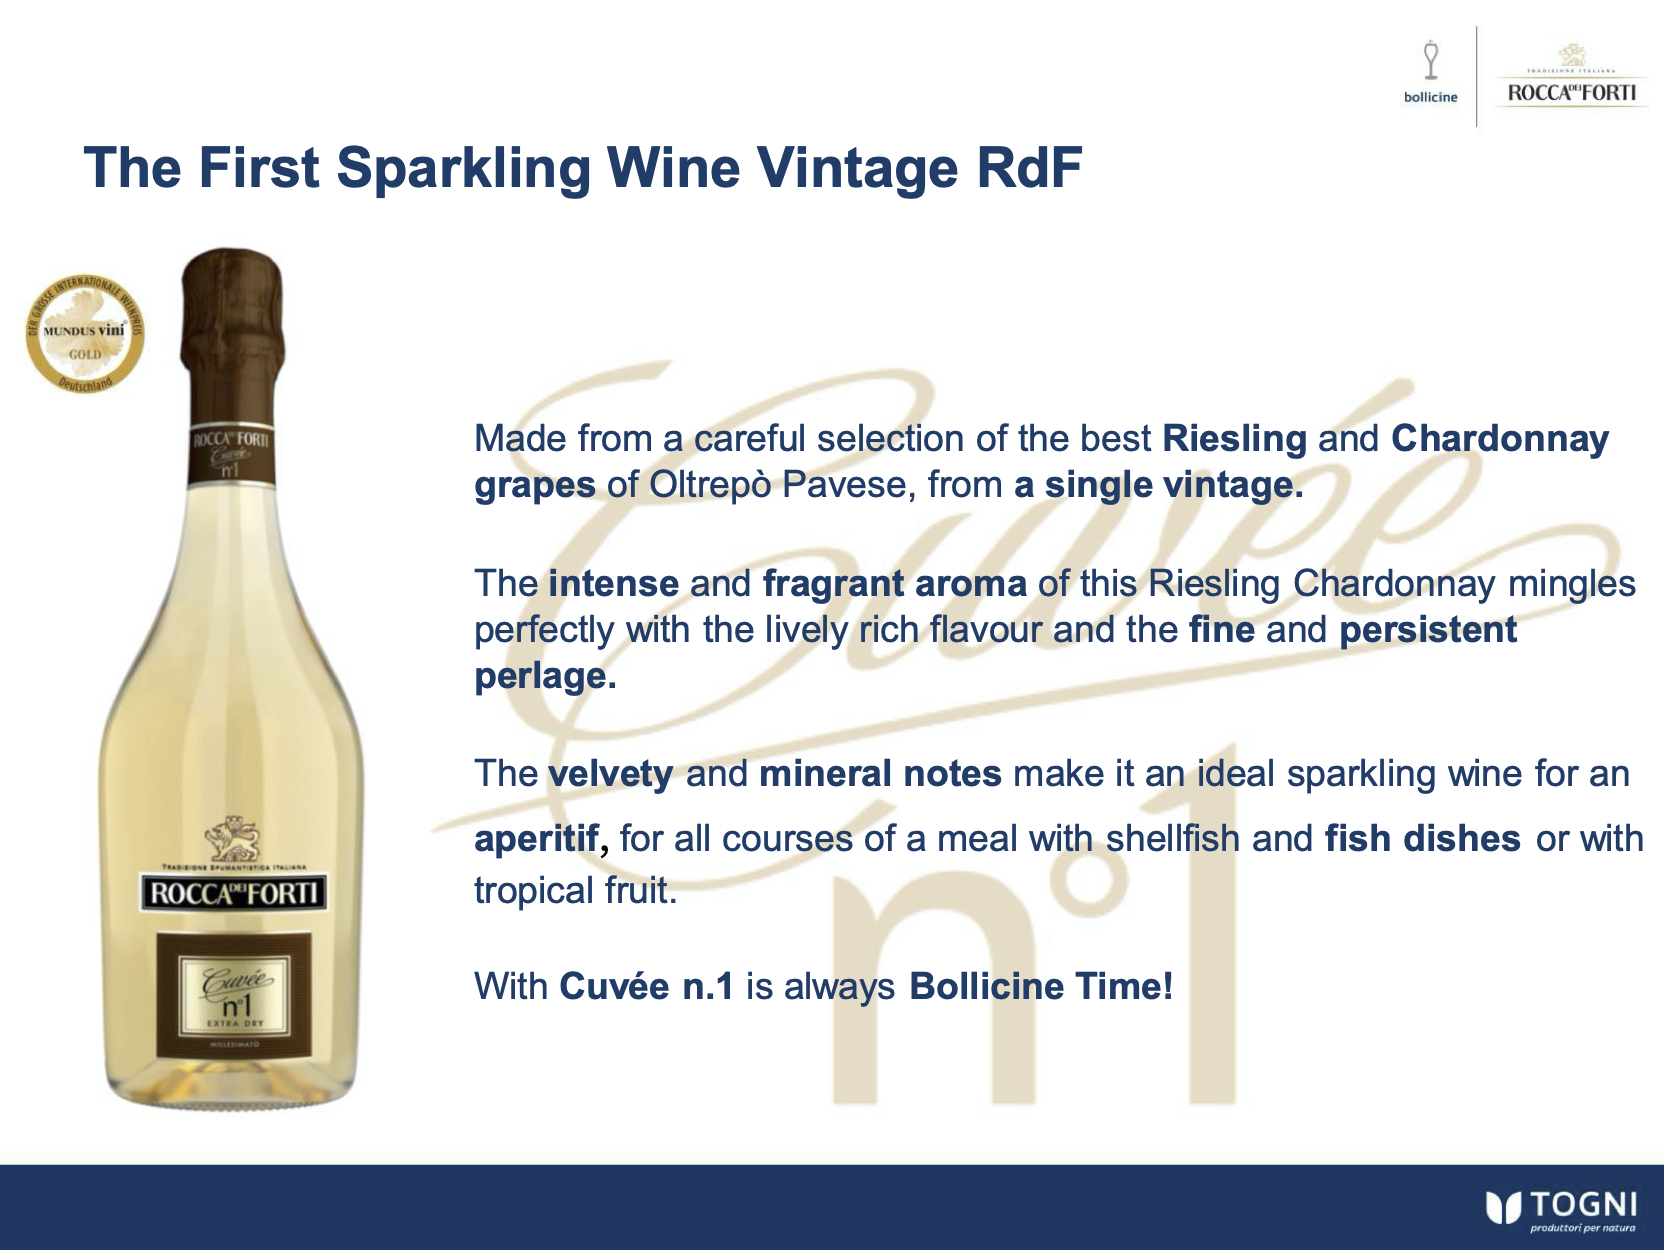 bollicine
TRADIZIONE ITALIANA
ROCCA DEI FORTI
The First Sparkling Wine Vintage RdF
DER GROSSE INTERNATIONALE WEINPREIS
MUNDUS vini
GOLD
Deutschland
ROCCA DEI FORTI
Cuvée
n°1
Cuvée
n°1
Made from a careful selection of the best Riesling and Chardonnay
grapes of Oltrepò Pavese, from a single vintage.
The intense and fragrant aroma of this Riesling Chardonnay mingles
perfectly with the lively rich flavour and the fine and persistent
perlage.
The velvety and mineral notes make it an ideal sparkling wine for an
aperitif, for all courses of a meal with shellfish and fish dishes or with
tropical fruit.
With Cuvée n.1 is always Bollicine Time!
TRADIZIONE SPUMANTISTICA ITALIANA
ROCCA DEI FORTI
Cuvée
n°1
EXTRA DRY
MILLESIMATO
TOGNI
produttori per natura